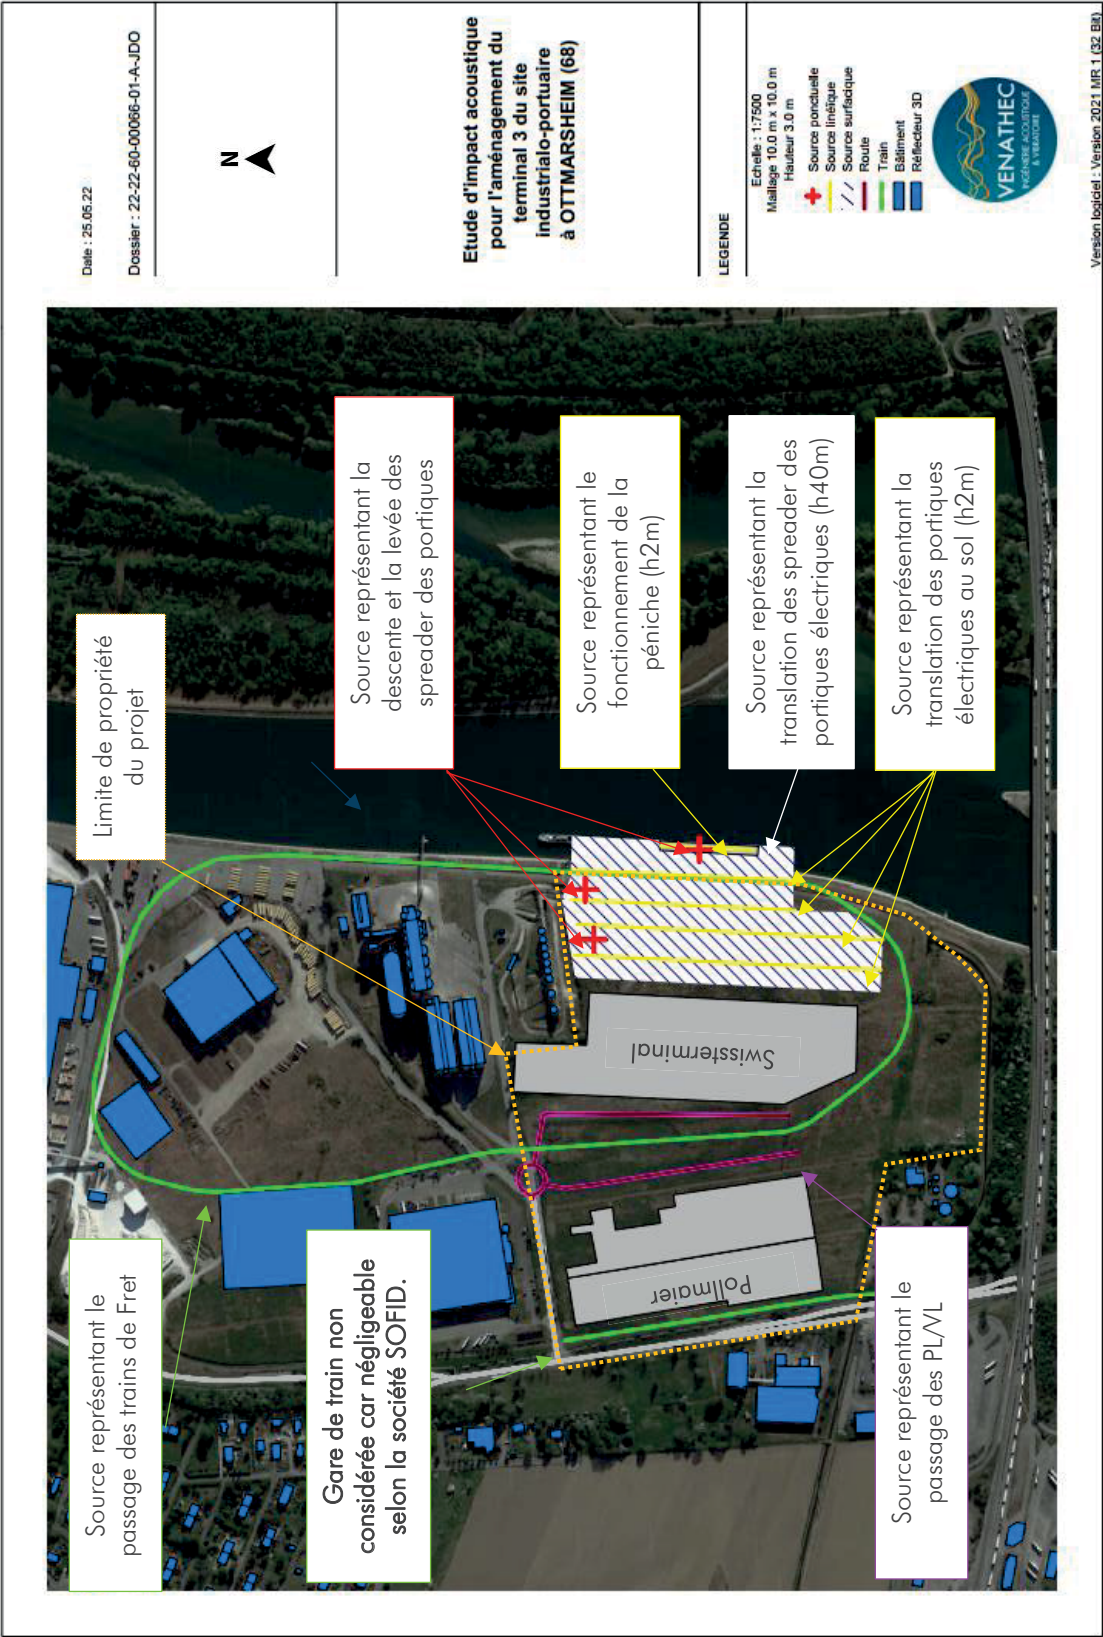 Date : 25.05.22
Dossier : 22-22-60-00066-01-A-JDO
N
Etude d'impact acoustique
pour l'aménagement du
terminal 3 du site
industrialo-portuaire
à OTTMARSHEIM (68)
LEGENDE
Echelle : 1:7500
Maillage 10.0 m x 10.0 m
Hauteur 3.0 m
Source ponctuelle
Source linéïque
Source surfacique
Route
Train
Bâtiment
Réflecteur 3D
VENATHEC
INGÉNIERIE ACOUSTIQUE
& VIBRATOIRE
Version logiciel : Version 2021 MR 1 (32 Bit)
Limite de propriété
du projet
Source représentant la
descente et la levée des
spreader des portiques
Source représentant le
fonctionnement de la
péniche (h2m)
Source représentant la
translation des spreader des
portiques électriques (h40m)
Source représentant la
translation des portiques
électriques au sol (h2m)
Swissterminal
Pollmaier
Source représentant le
passage des trains de Fret
Gare de train non
considérée car négligeable
selon la société SOFID.
Source représentant le
passage des PL/VL